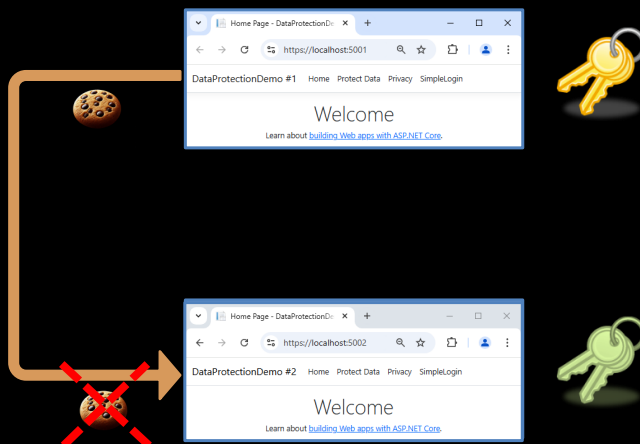 Home Page - DataProtectionDe
https://localhost:5001
DataProtectionDemo #1 Home Protect Data Privacy SimpleLogin
Welcome
Learn about building Web apps with ASP.NET Core.
Home Page - DataProtectionDe
https://localhost:5002
DataProtectionDemo #2 Home Protect Data Privacy SimpleLogin
Welcome
Learn about building Web apps with ASP.NET Core.